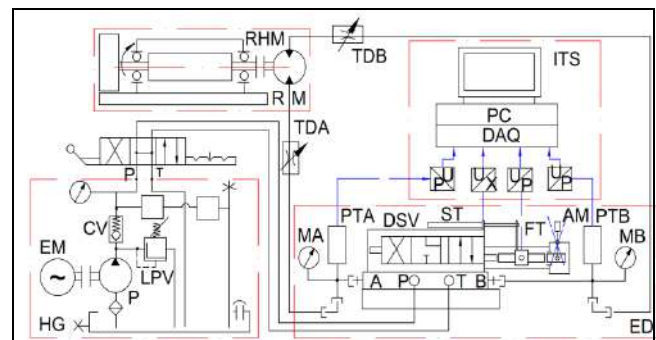 RHM
TDB
ITS
R M
TDA
PC
DAQ
P T
P U
U X
U P
U P
PTA
DSV
ST
FT
AM
PTB
MA
MB
CV
EM
~
LPV
P
T
A P T B
HG
ED